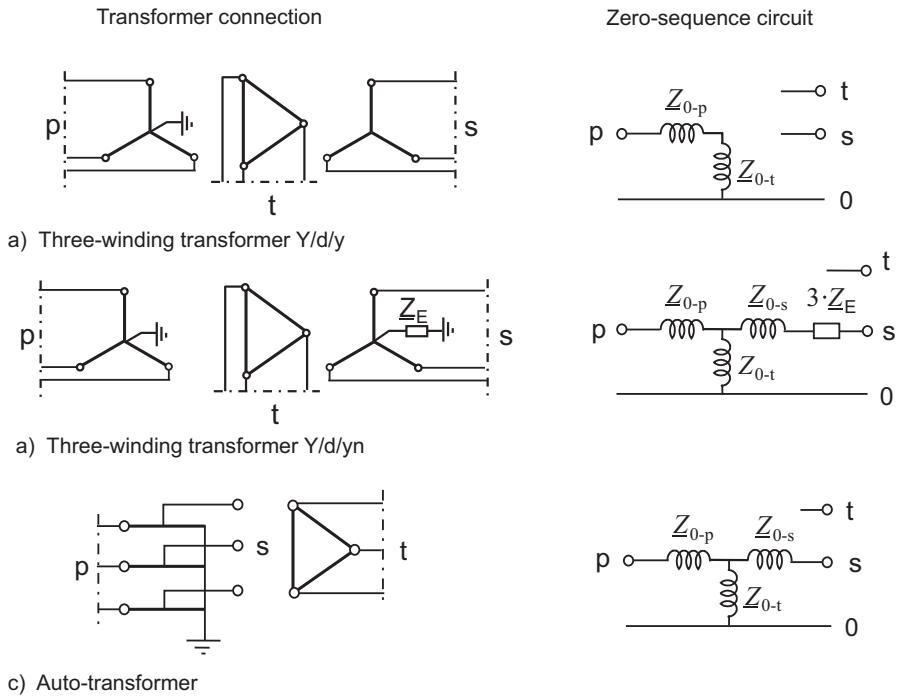 Transformer connection
Zero-sequence circuit
p
t
s
p
Z0-p
Z0-t
t
s
0
a) Three-winding transformer Y/d/y
p
t
ZE
s
p
Z0-p
Z0-s
3·ZE
Z0-t
t
s
0
a) Three-winding transformer Y/d/yn
p
s
t
p
Z0-p
Z0-s
Z0-t
t
s
0
c) Auto-transformer